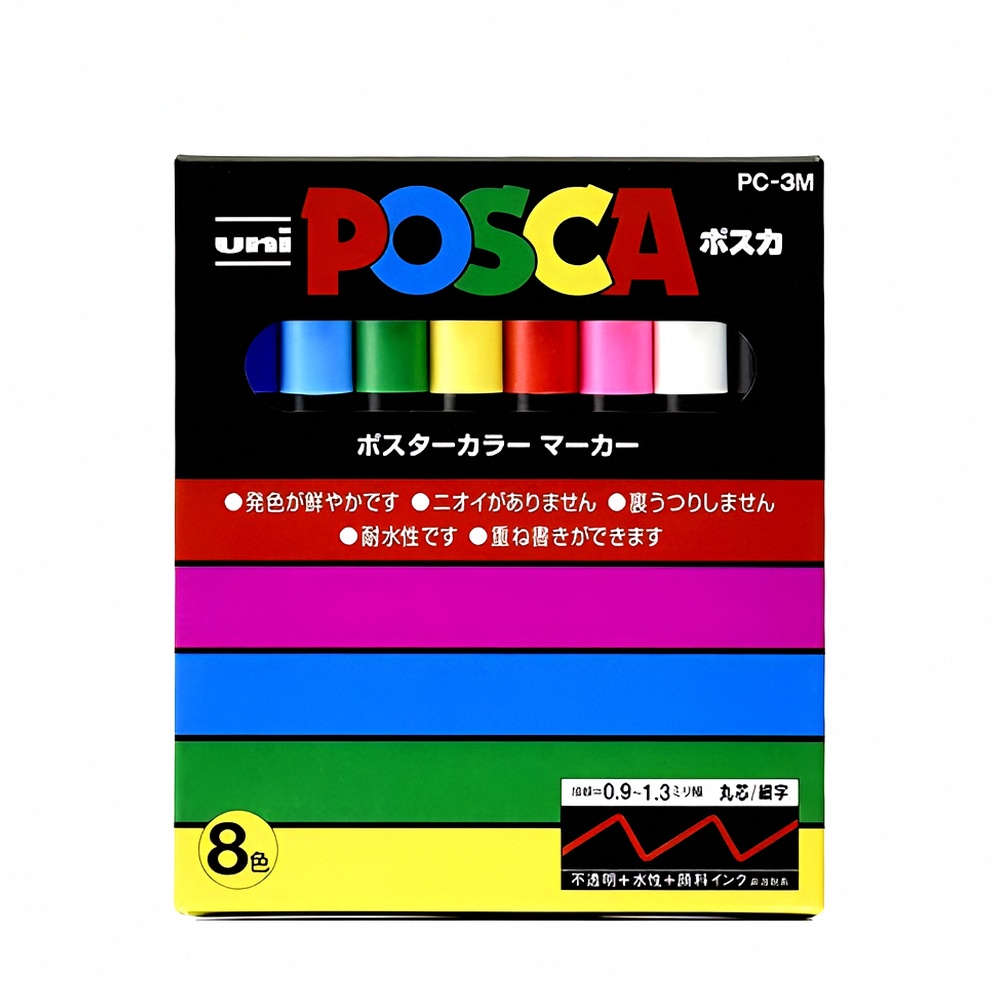 PC-3M
uni POSCA ポスカ
ポスターカラー マーカー
●発色が鮮やかです ●ニオイがありません ●裏うつりしません
●耐水性です ●重ね書きができます
0.9~1.3ミリ 丸芯/細字
8色
不透明+水性+顔料インク